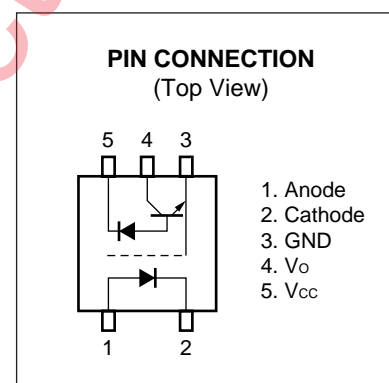 PIN CONNECTION
(Top View)
5 4 3
1. Anode
2. Cathode
3. GND
4. VO
5. VCC
1 2